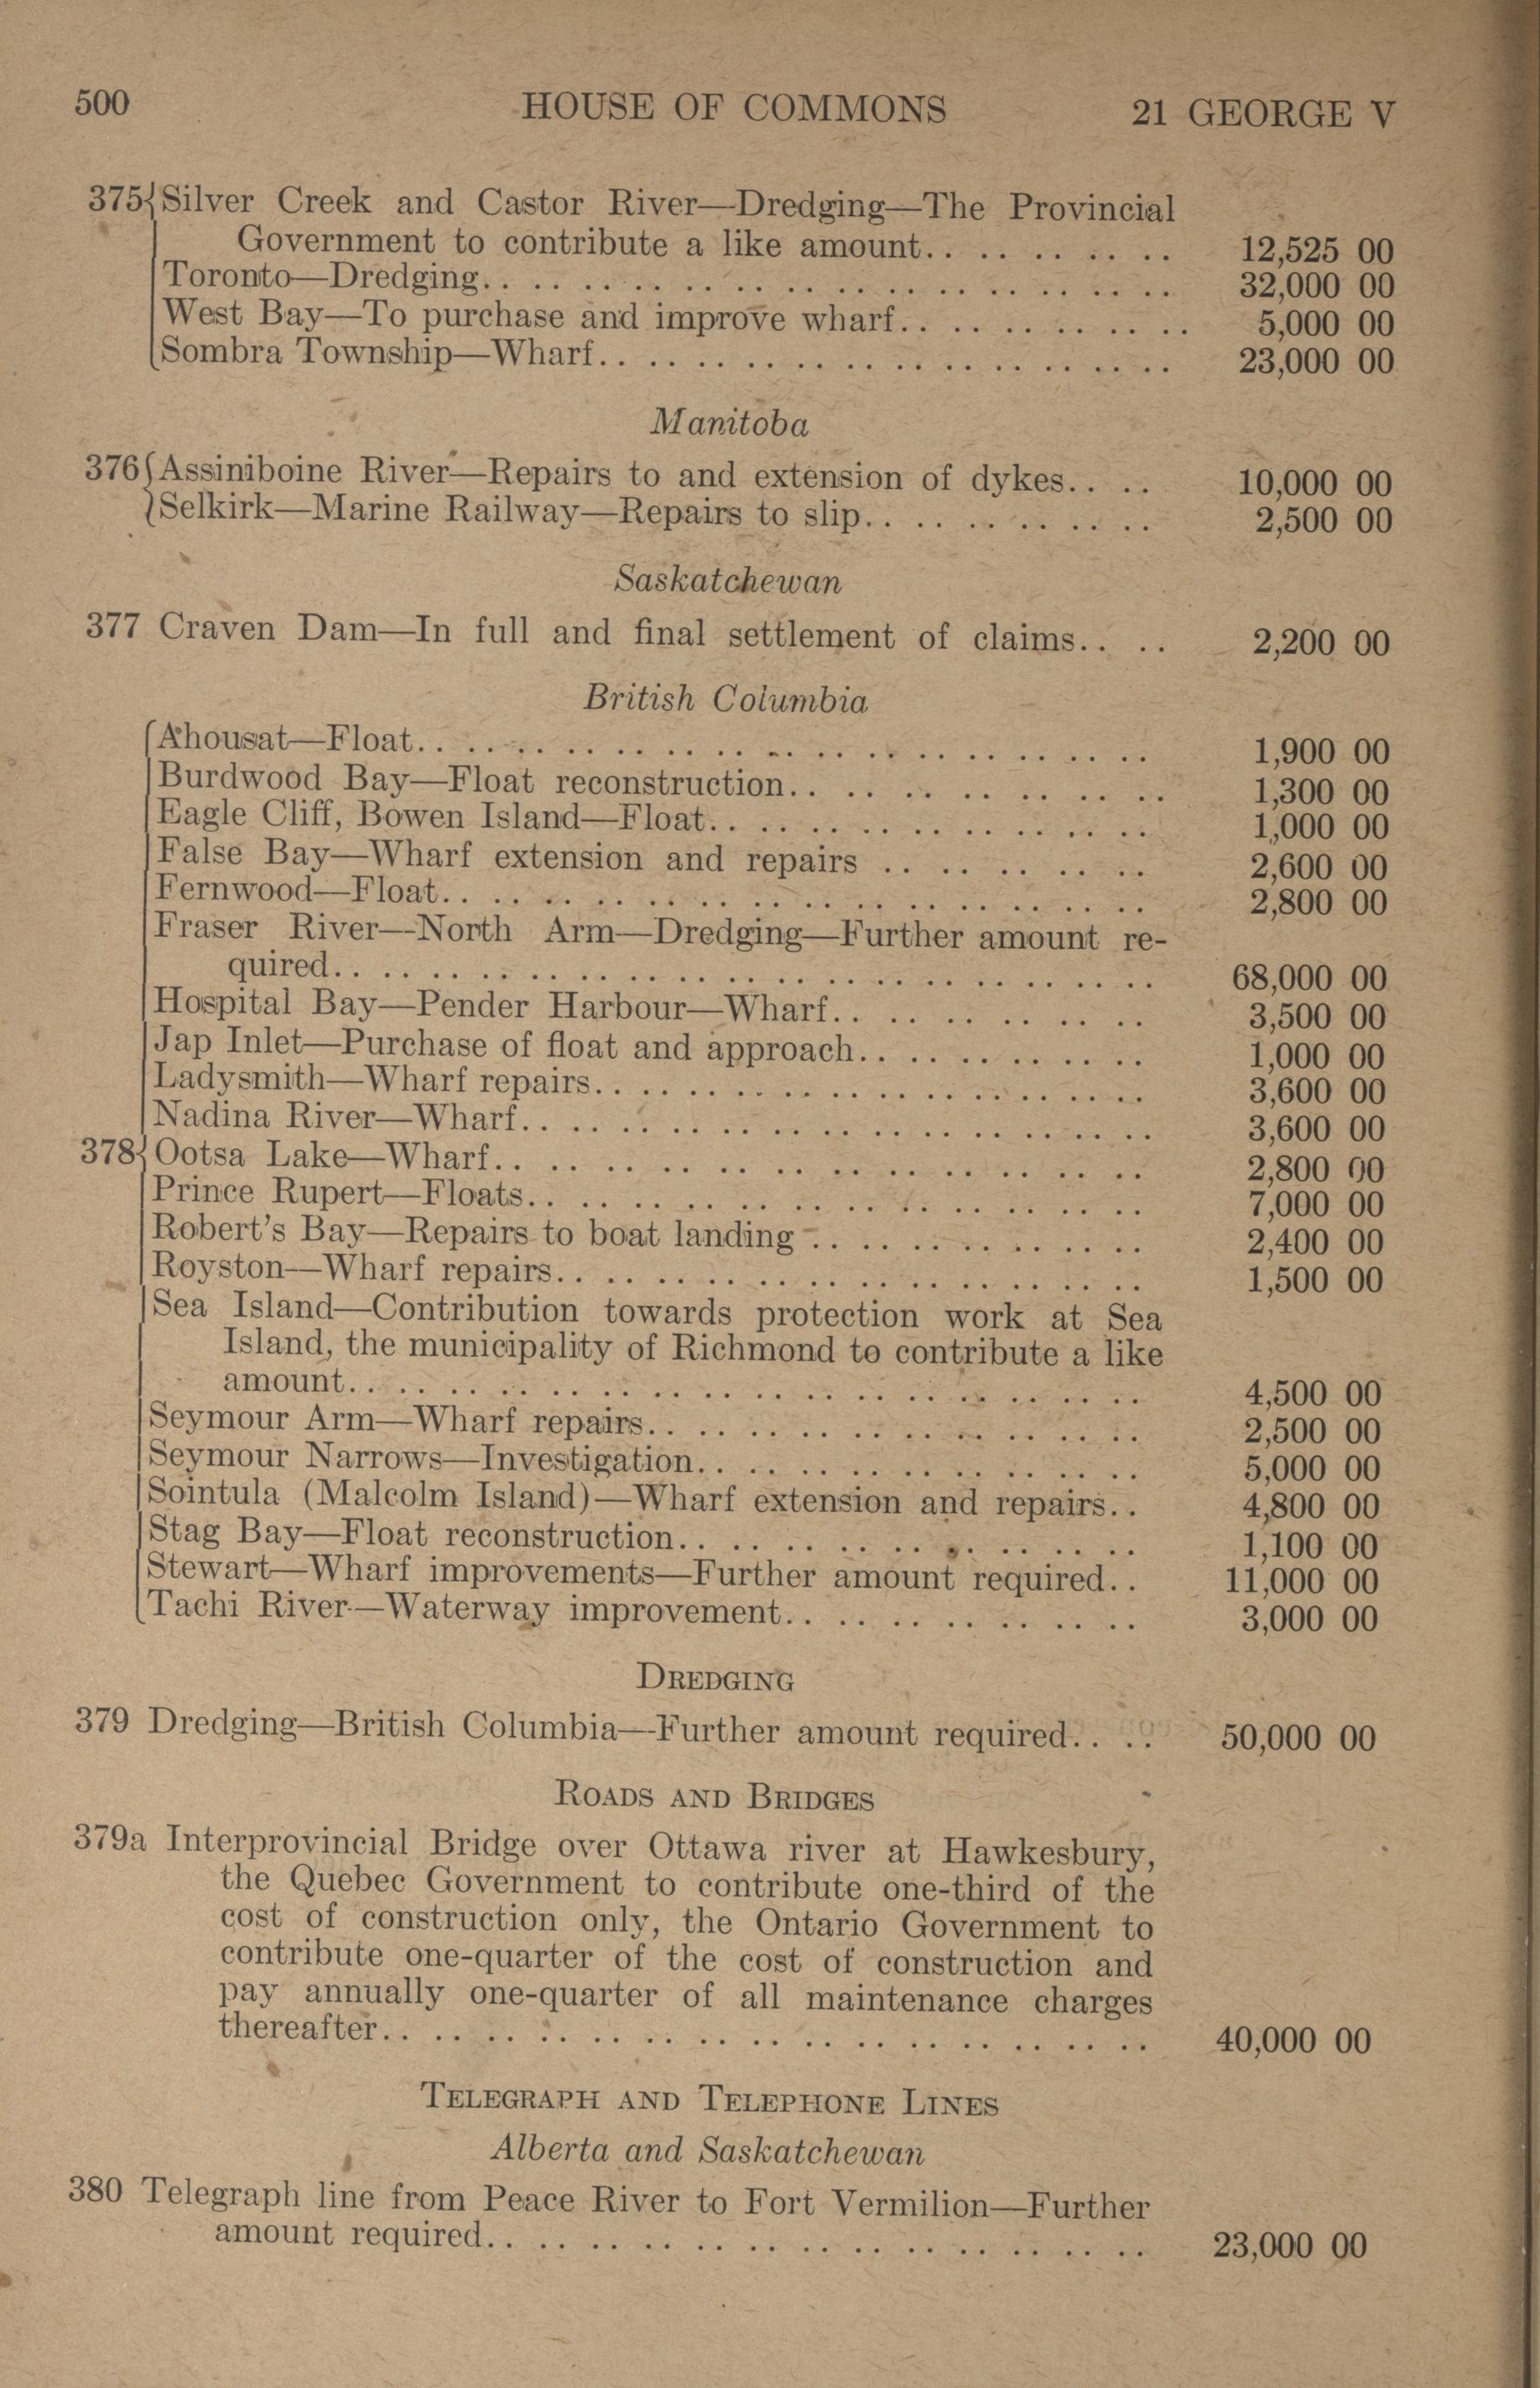 500 HOUSE OF COMMONS 21 GEORGE V
375{Silver Creek and Castor River—Dredging—The Provincial
Government to contribute a like amount.. .. .. .. .. .. 12,525 00
Toronto—Dredging.. .. .. .. .. .. .. .. .. .. .. .. .. .. 32,000 00
West Bay—To purchase and improve wharf.. .. .. .. .. .. 5,000 00
Sombra Township—Wharf.. .. .. .. .. .. .. .. .. .. .. .. 23,000 00
Manitoba
376{Assiniboine River—Repairs to and extension of dykes.. .. 10,000 00
Selkirk—Marine Railway—Repairs to slip.. .. .. .. .. .. 2,500 00
Saskatchewan
377 Craven Dam—In full and final settlement of claims.. .. 2,200 00
British Columbia
Ahousat—Float.. .. .. .. .. .. .. .. .. .. .. .. .. .. .. 1,900 00
Burdwood Bay—Float reconstruction.. .. .. .. .. .. .. .. 1,300 00
Eagle Cliff, Bowen Island—Float.. .. .. .. .. .. .. .. .. 1,000 00
False Bay—Wharf extension and repairs .. .. .. .. .. .. 2,600 00
Fernwood—Float.. .. .. .. .. .. .. .. .. .. .. .. .. .. 2,800 00
Fraser River—North Arm—Dredging—Further amount re-
quired.. .. .. .. .. .. .. .. .. .. .. .. .. .. .. .. .. 68,000 00
Hospital Bay—Pender Harbour—Wharf.. .. .. .. .. .. .. 3,500 00
Jap Inlet—Purchase of float and approach.. .. .. .. .. .. 1,000 00
Ladysmith—Wharf repairs.. .. .. .. .. .. .. .. .. .. .. 3,600 00
Nadina River—Wharf.. .. .. .. .. .. .. .. .. .. .. .. .. 3,600 00
378{Ootsa Lake—Wharf.. .. .. .. .. .. .. .. .. .. .. .. .. 2,800 00
Prince Rupert—Floats.. .. .. .. .. .. .. .. .. .. .. .. 7,000 00
Robert's Bay—Repairs to boat landing .. .. .. .. .. .. .. 2,400 00
Royston—Wharf repairs.. .. .. .. .. .. .. .. .. .. .. .. 1,500 00
Sea Island—Contribution towards protection work at Sea
Island, the municipality of Richmond to contribute a like
amount.. .. .. .. .. .. .. .. .. .. .. .. .. .. .. .. 4,500 00
Seymour Arm—Wharf repairs.. .. .. .. .. .. .. .. .. .. 2,500 00
Seymour Narrows—Investigation.. .. .. .. .. .. .. .. .. 5,000 00
Sointula (Malcolm Island)—Wharf extension and repairs.. 4,800 00
Stag Bay—Float reconstruction.. .. .. .. .. .. .. .. .. 1,100 00
Stewart—Wharf improvements—Further amount required.. 11,000 00
Tachi River—Waterway improvement.. .. .. .. .. .. .. 3,000 00
DREDGING
379 Dredging—British Columbia—Further amount required.. .. 50,000 00
ROADS AND BRIDGES
379a Interprovincial Bridge over Ottawa river at Hawkesbury,
the Quebec Government to contribute one-third of the
cost of construction only, the Ontario Government to
contribute one-quarter of the cost of construction and
pay annually one-quarter of all maintenance charges
thereafter.. .. .. .. .. .. .. .. .. .. .. .. .. .. .. 40,000 00
TELEGRAPH AND TELEPHONE LINES
Alberta and Saskatchewan
380 Telegraph line from Peace River to Fort Vermilion—Further
amount required.. .. .. .. .. .. .. .. .. .. .. .. .. 23,000 00